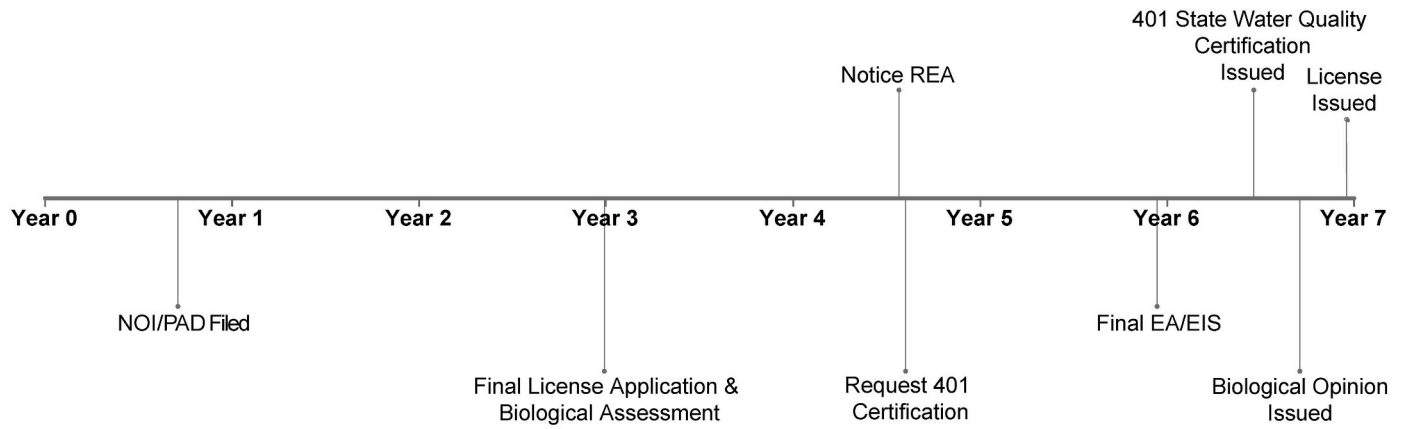 401 State Water Quality
Certification
Issued
License
Issued
Notice REA
Year 0
Year 1
Year 2
Year 3
Year 4
Year 5
Year 6
Year 7
NOI/PAD Filed
Final EA/EIS
Final License Application &
Biological Assessment
Request 401
Certification
Biological Opinion
Issued